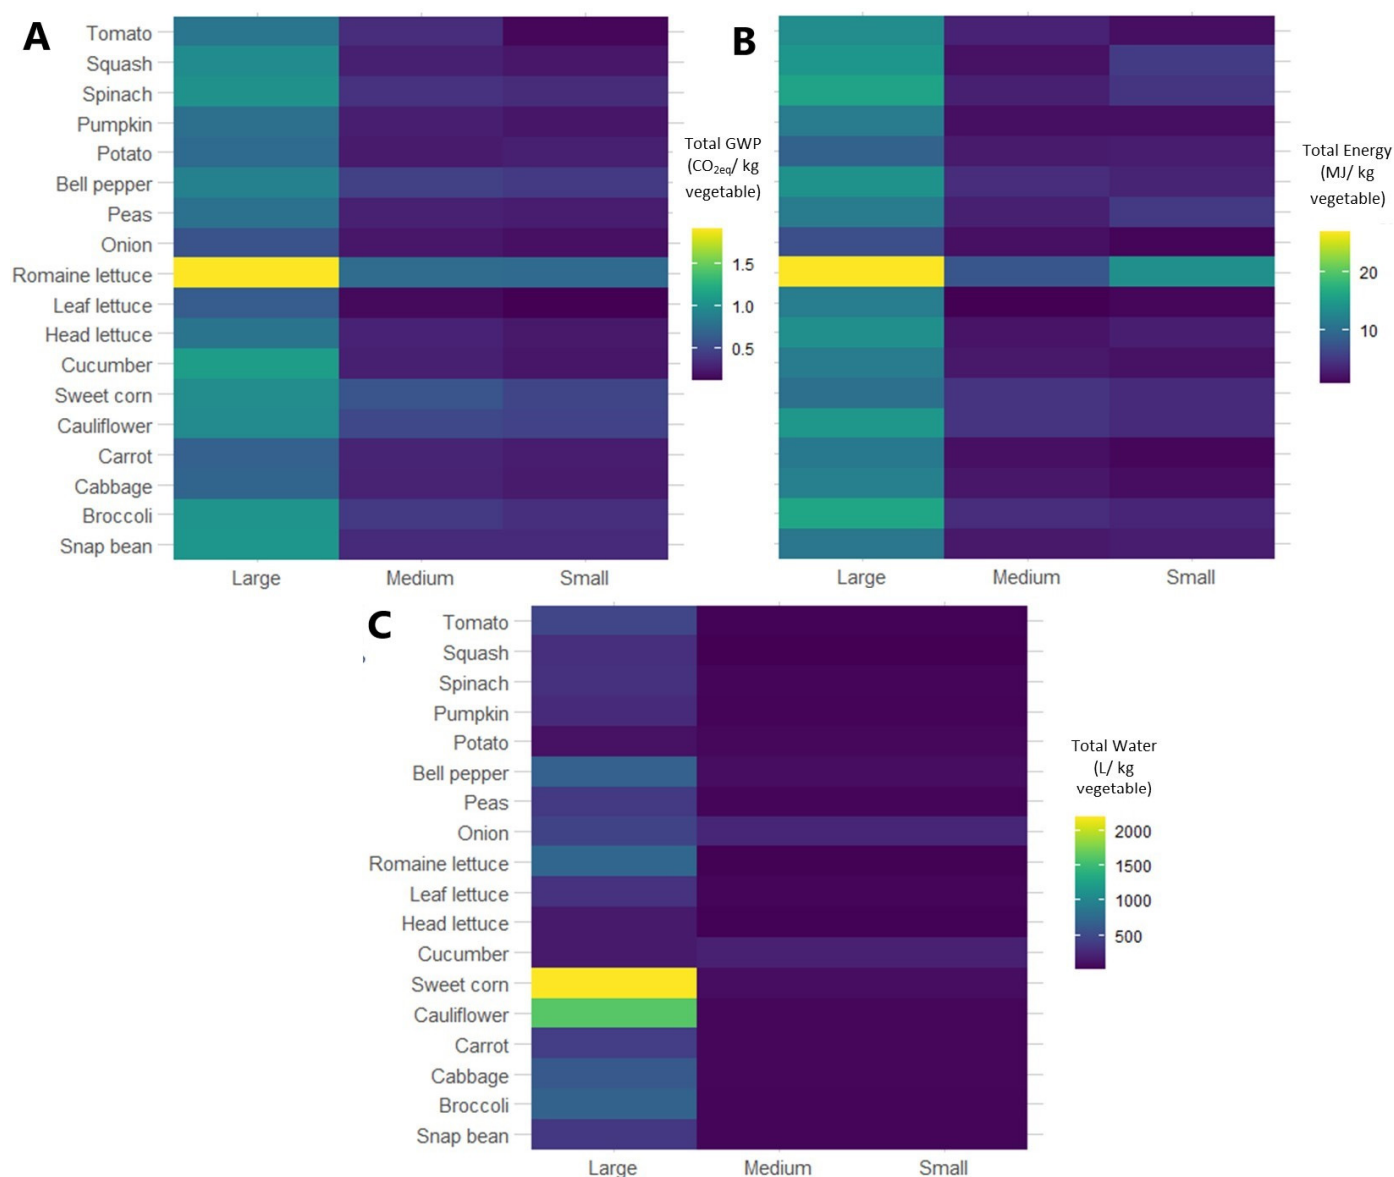 A
Tomato
Squash
Spinach
Pumpkin
Potato
Bell pepper
Peas
Onion
Romaine lettuce
Leaf lettuce
Head lettuce
Cucumber
Sweet corn
Cauliflower
Carrot
Cabbage
Broccoli
Snap bean
Large Medium Small
Total GWP
(CO₂eq/ kg
vegetable)
1.5
1.0
0.5
B
Large Medium Small
Total Energy
(MJ/ kg
vegetable)
20
10
C
Tomato
Squash
Spinach
Pumpkin
Potato
Bell pepper
Peas
Onion
Romaine lettuce
Leaf lettuce
Head lettuce
Cucumber
Sweet corn
Cauliflower
Carrot
Cabbage
Broccoli
Snap bean
Large Medium Small
Total Water
(L/ kg
vegetable)
2000
1500
1000
500